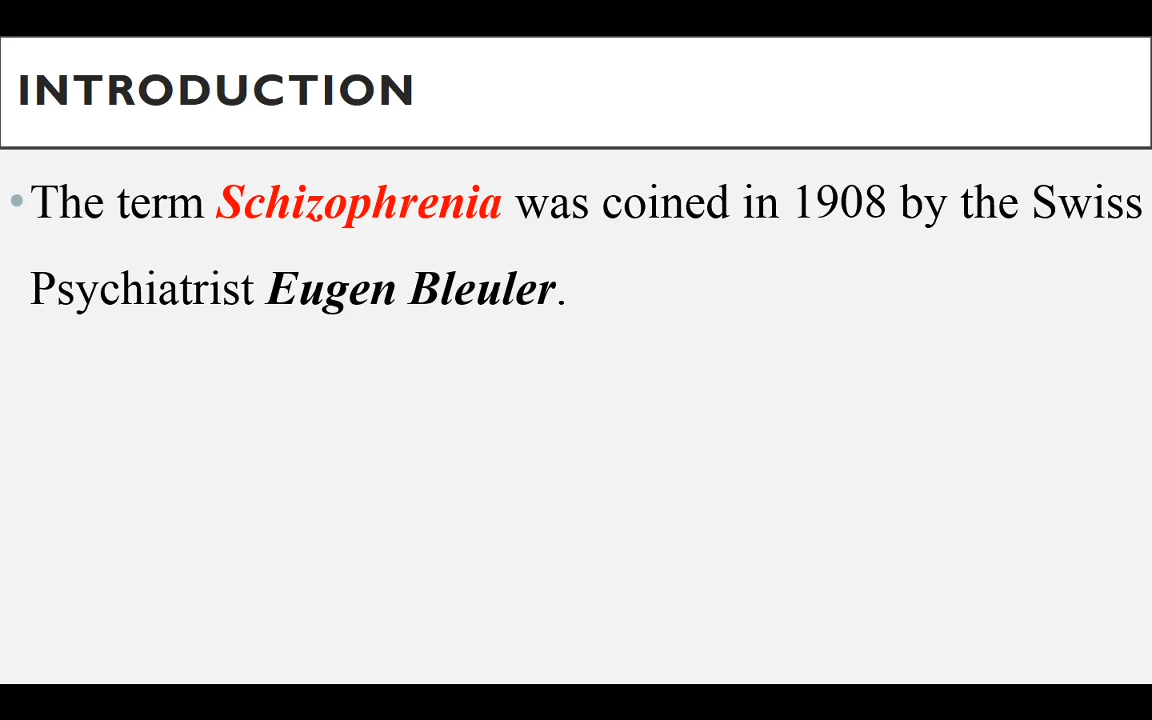 INTRODUCTION
• The term Schizophrenia was coined in 1908 by the Swiss
Psychiatrist Eugen Bleuler.